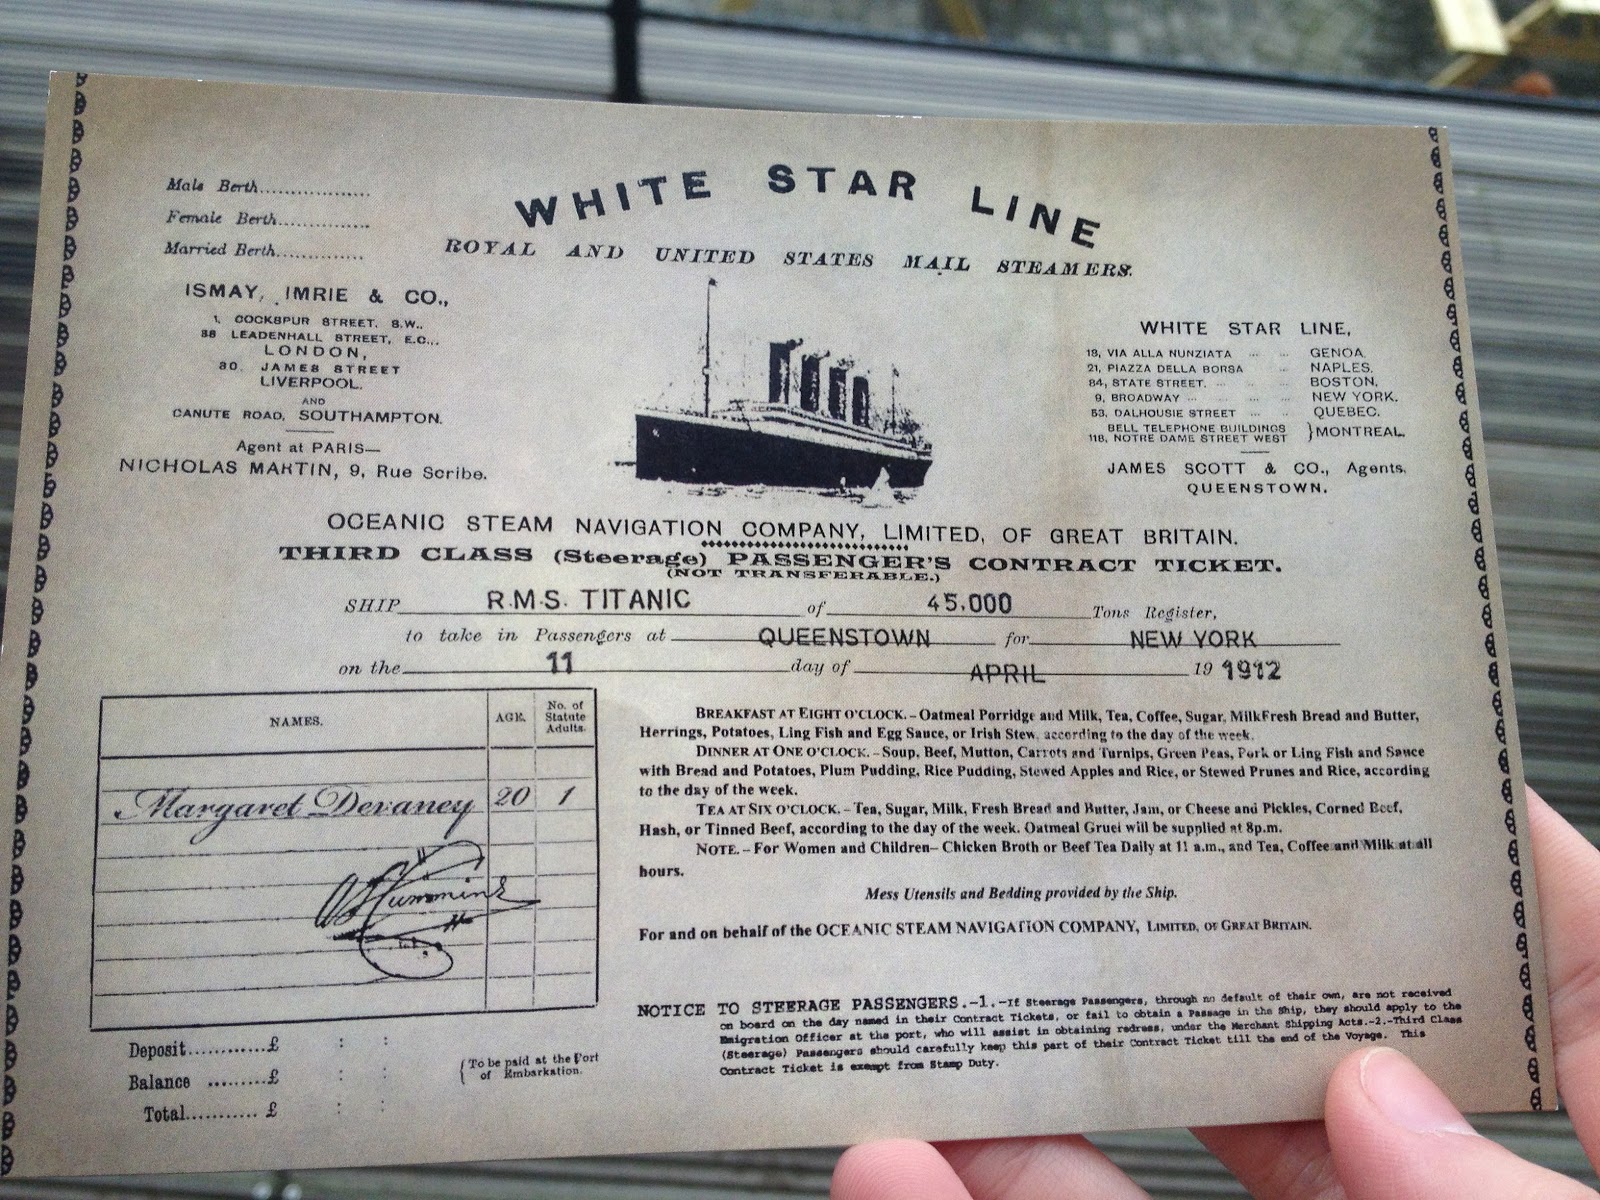 Male Berth..................
Female Berth...............
Married Berth..............
WHITE STAR LINE
ROYAL AND UNITED STATES MAIL STEAMERS.
ISMAY, IMRIE & CO.,
1, COCKSPUR STREET, S.W.,
38 LEADENHALL STREET, E.C.,
LONDON,
30. JAMES STREET
LIVERPOOL.
AND
CANUTE ROAD, SOUTHAMPTON.
Agent at PARIS—
NICHOLAS MARTIN, 9, Rue Scribe.
WHITE STAR LINE,
18, VIA ALLA NUNZIATA ... ... GENOA.
21, PIAZZA DELLA BORSA ... NAPLES.
84, STATE STREET. ... ... BOSTON.
9, BROADWAY ... ... ... NEW YORK.
53, DALHOUSIE STREET ... ... QUEBEC.
BELL TELEPHONE BUILDINGS
118, NOTRE DAME STREET WEST } MONTREAL.
JAMES SCOTT & CO., Agents.
QUEENSTOWN.
OCEANIC STEAM NAVIGATION COMPANY, LIMITED, OF GREAT BRITAIN.
THIRD CLASS (Steerage) PASSENGER'S CONTRACT TICKET.
(NOT TRANSFERABLE.)
SHIP R.M.S. TITANIC of 45,000 Tons Register,
to take in Passengers at QUEENSTOWN for NEW YORK
on the 11 day of APRIL 19 1912
NAMES. AGE. No. of Statute Adults.
Margaret Devaney 20 1
Deposit............£ : :
Balance .........£ : :
Total........... £ : :
{ To be paid at the Port
of Embarkation.
BREAKFAST AT EIGHT O'CLOCK. – Oatmeal Porridge and Milk, Tea, Coffee, Sugar, MilkFresh Bread and Butter,
Herrings, Potatoes, Ling Fish and Egg Sauce, or Irish Stew, according to the day of the week.
DINNER AT ONE O'CLOCK. – Soup, Beef, Mutton, Carrots and Turnips, Green Peas, Pork or Ling Fish and Sauce
with Bread and Potatoes, Plum Pudding, Rice Pudding, Stewed Apples and Rice, or Stewed Prunes and Rice, according
to the day of the week.
TEA AT SIX O'CLOCK. – Tea, Sugar, Milk, Fresh Bread and Butter, Jam, or Cheese and Pickles, Corned Beef,
Hash, or Tinned Beef, according to the day of the week. Oatmeal Gruel will be supplied at 8p.m.
NOTE. – For Women and Children– Chicken Broth or Beef Tea Daily at 11 a.m., and Tea, Coffee and Milk at all
hours.
Mess Utensils and Bedding provided by the Ship.
For and on behalf of the OCEANIC STEAM NAVIGATION COMPANY, LIMITED, OF GREAT BRITAIN.
NOTICE TO STEERAGE PASSENGERS.-1.-If Steerage Passengers, through no default of their own, are not received
on board on the day named in their Contract Tickets, or fail to obtain a Passage in the Ship, they should apply to the
Emigration Officer at the port, who will assist in obtaining redress, under the Merchant Shipping Acts.-2.-Third Class
(Steerage) Passengers should carefully keep this part of their Contract Ticket till the end of the Voyage. This
Contract Ticket is exempt from Stamp Duty.